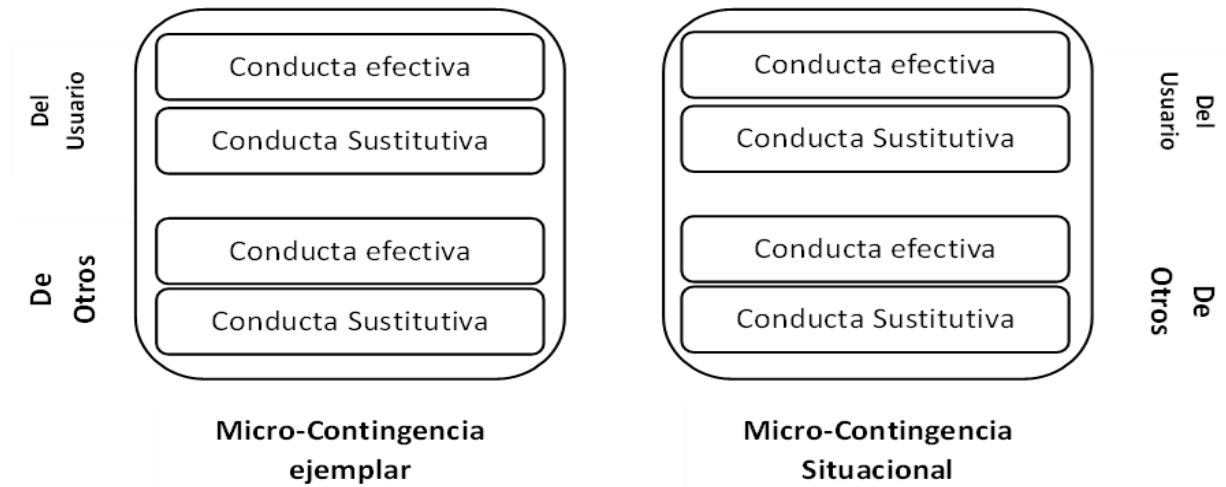 Del
Usuario
Conducta efectiva
Conducta Sustitutiva
De
Otros
Conducta efectiva
Conducta Sustitutiva
Micro-Contingencia
ejemplar
Conducta efectiva
Conducta Sustitutiva
Del
Usuario
Conducta efectiva
Conducta Sustitutiva
De
Otros
Micro-Contingencia
Situacional